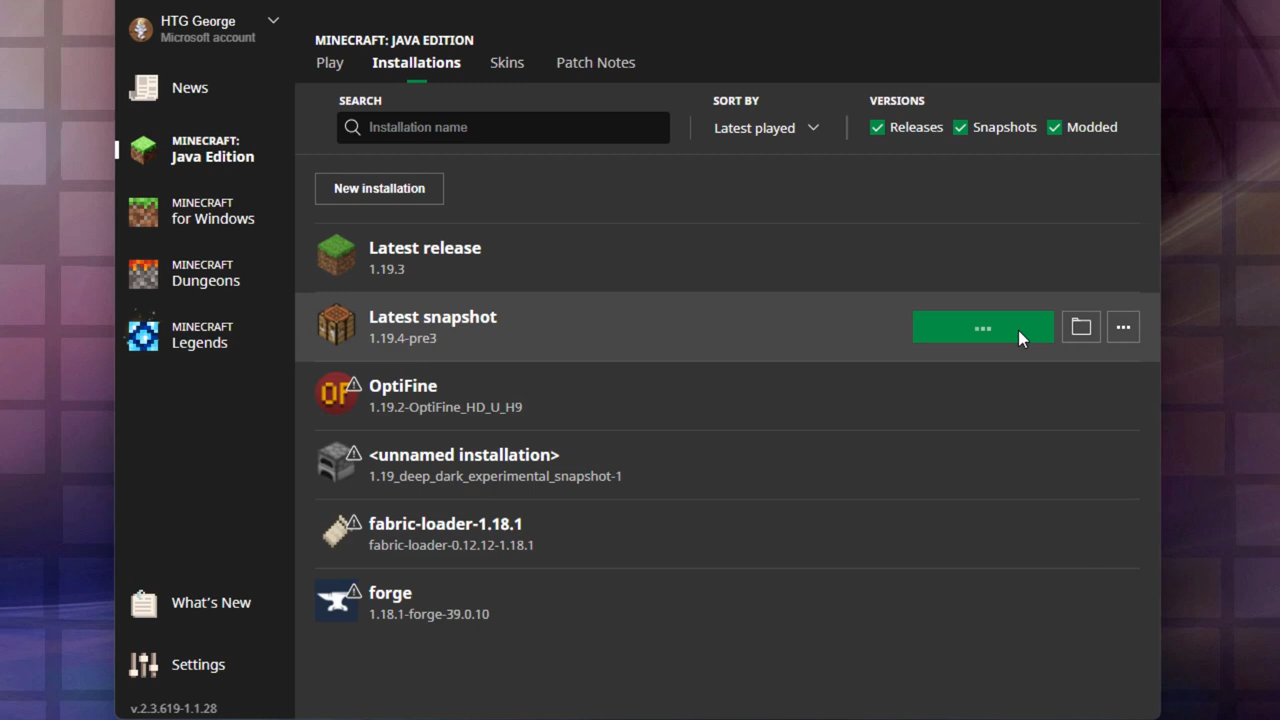 HTG George
Microsoft account
News
MINECRAFT:
Java Edition
MINECRAFT
for Windows
MINECRAFT
Dungeons
MINECRAFT
Legends
What's New
Settings
v.2.3.619-1.1.28
MINECRAFT: JAVA EDITION
Play Installations Skins Patch Notes
SEARCH SORT BY VERSIONS
Installation name Latest played Releases Snapshots Modded
New installation
Latest release
1.19.3
Latest snapshot
1.19.4-pre3
OptiFine
1.19.2-OptiFine_HD_U_H9
<unnamed installation>
1.19_deep_dark_experimental_snapshot-1
fabric-loader-1.18.1
fabric-loader-0.12.12-1.18.1
forge
1.18.1-forge-39.0.10